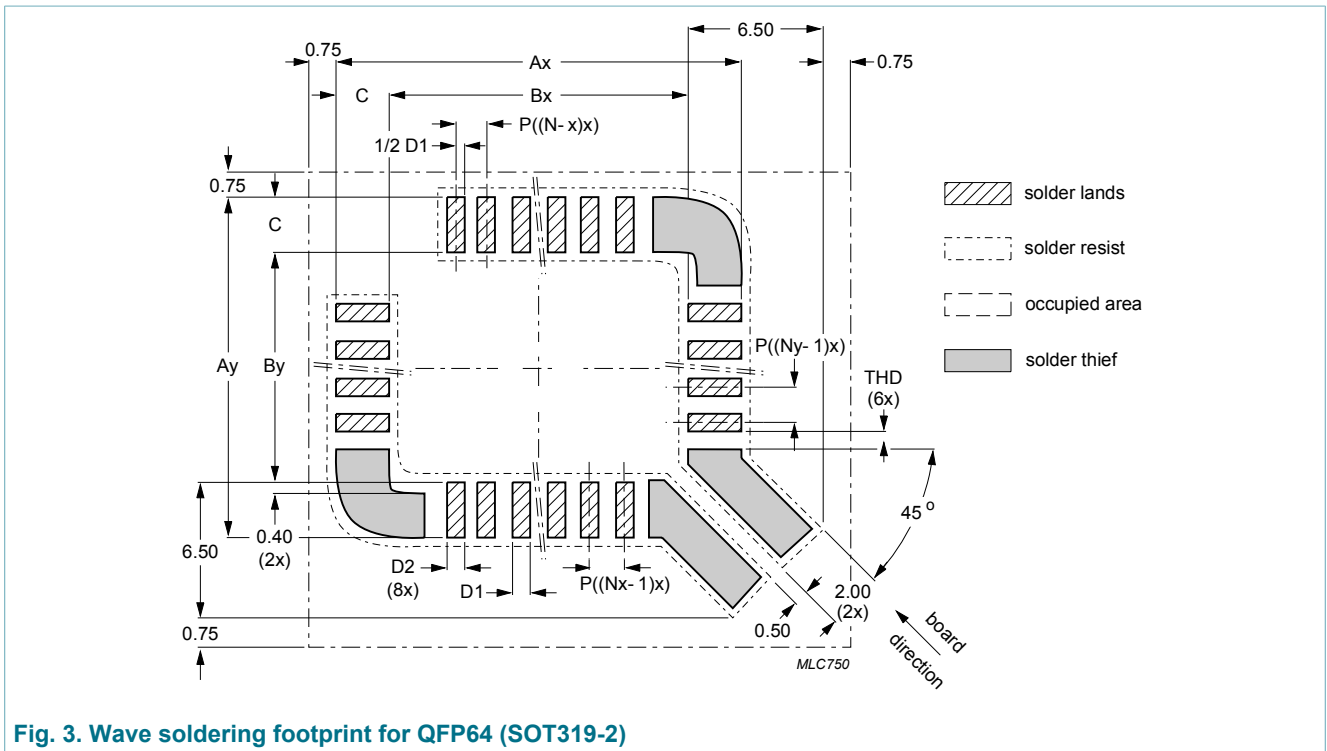 6.50
0.75
Ax
0.75
C
Bx
P((N- x)x)
1/2 D1
0.75
C
solder lands
solder resist
occupied area
solder thief
P((Ny- 1)x)
Ay
By
THD
(6x)
45 o
6.50
0.40
(2x)
D2
(8x)
D1
P((Nx- 1)x)
2.00
(2x)
0.50
board
direction
0.75
MLC750
Fig. 3. Wave soldering footprint for QFP64 (SOT319-2)